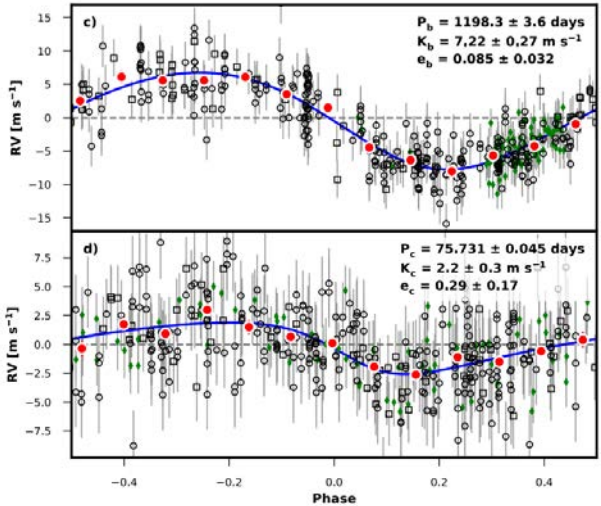 c)
P_b = 1198.3 ± 3.6 days
K_b = 7.22 ± 0.27 m s⁻¹
e_b = 0.085 ± 0.032
15
10
5
0
−5
−10
−15
RV [m s⁻¹]
d)
P_c = 75.731 ± 0.045 days
K_c = 2.2 ± 0.3 m s⁻¹
e_c = 0.29 ± 0.17
7.5
5.0
2.5
0.0
−2.5
−5.0
−7.5
RV [m s⁻¹]
−0.4 −0.2 0.0 0.2 0.4
Phase